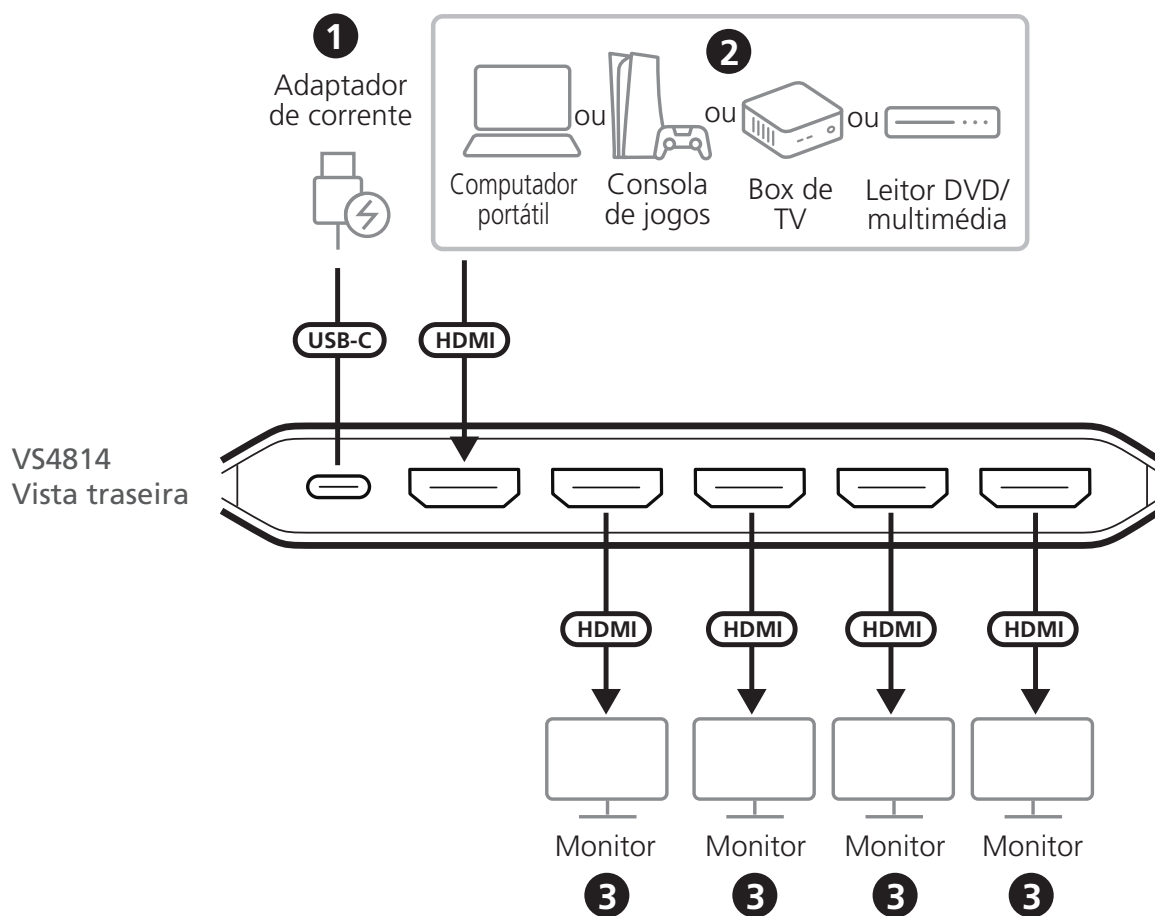 1
Adaptador
de corrente
2
ou
ou
ou
Computador
portátil
Consola
de jogos
Box de
TV
Leitor DVD/
multimédia
USB-C
HDMI
VS4814
Vista traseira
HDMI
HDMI
HDMI
HDMI
Monitor
Monitor
Monitor
Monitor
3
3
3
3